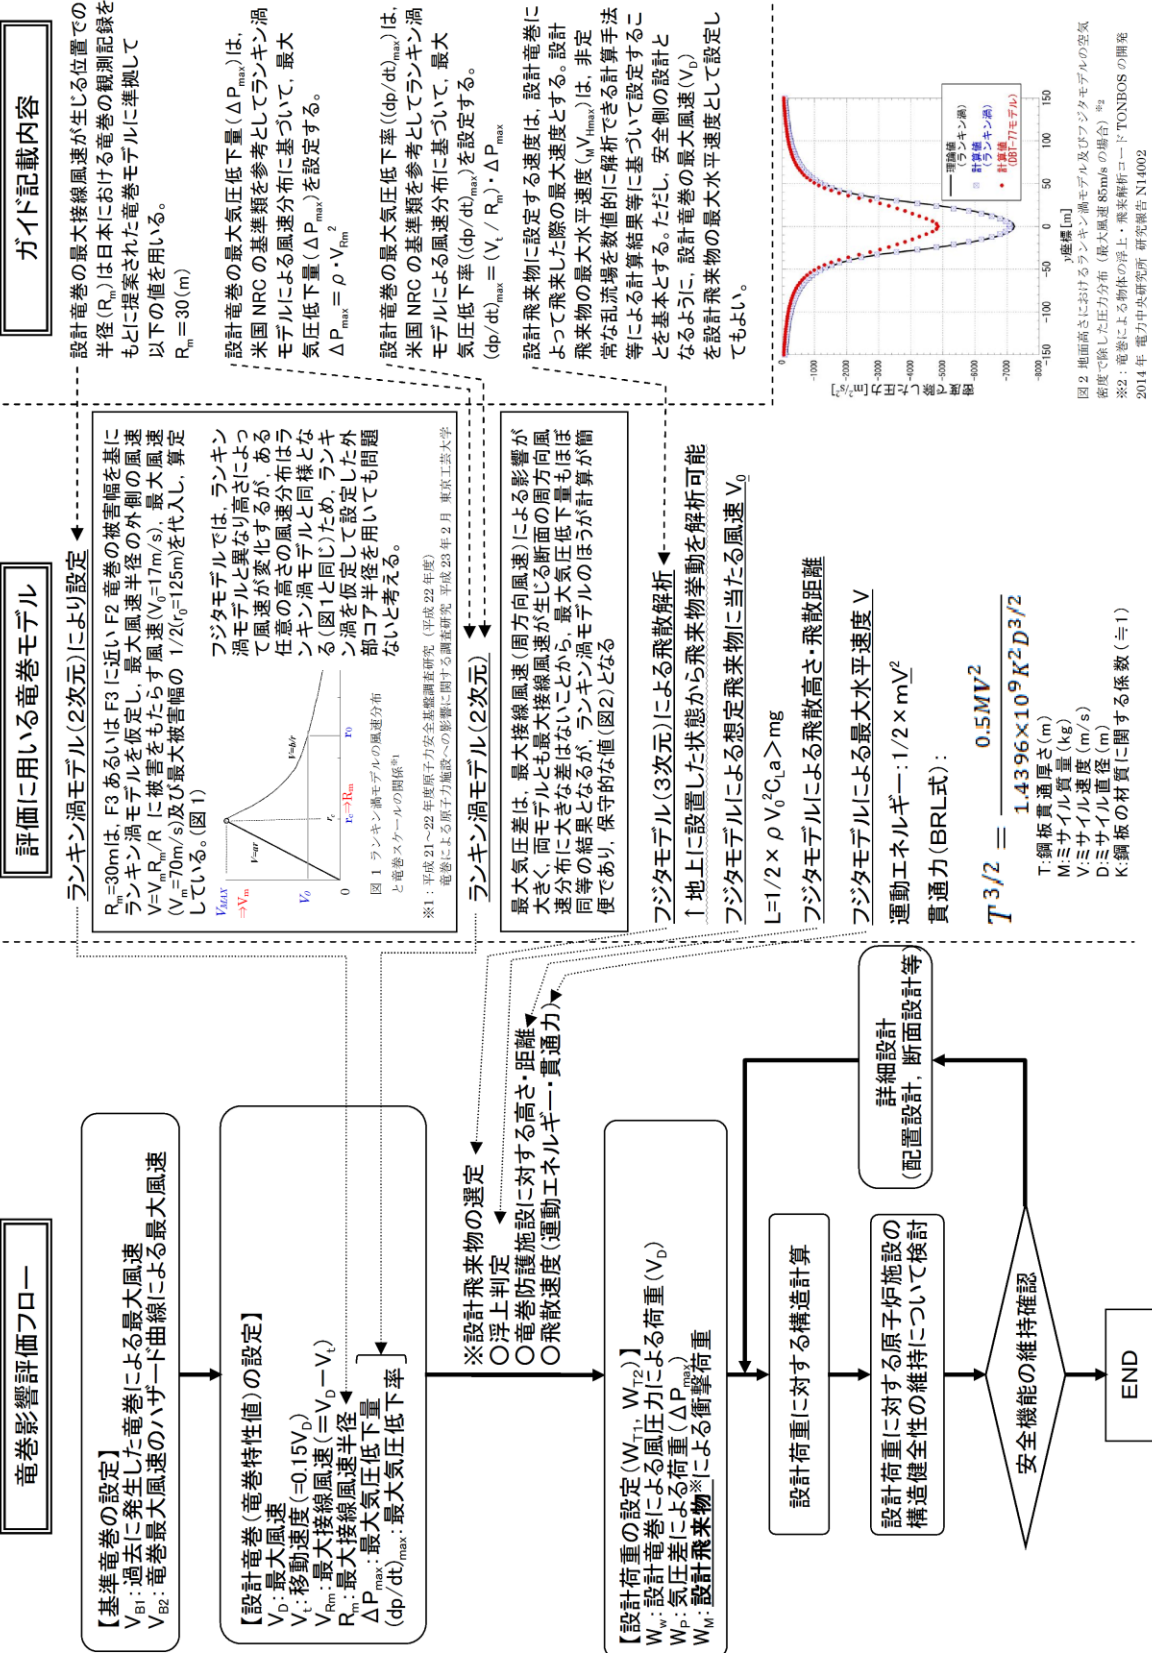 竜巻影響評価フロー
【基準竜巻の設定】
V_B1:過去に発生した竜巻による最大風速
V_B2:竜巻最大風速のハザード曲線による最大風速
【設計竜巻(竜巻特性値)の設定】
V_D:最大風速
V_t:移動速度(=0.15V_D)
V_Rm:最大接線風速(=V_D－V_t)
R_m:最大接線風速半径
ΔP_max:最大気圧低下量
(dp/dt)_max:最大気圧低下率
※設計飛来物の選定
○浮上判定
○竜巻防護施設に対する高さ・距離
○飛散速度(運動エネルギー・貫通力)
【設計荷重の設定(W_T1, W_T2)】
W_w:設計竜巻による風圧力による荷重(V_D)
W_P:気圧差による荷重(ΔP_max)
W_M:設計飛来物※による衝撃荷重
設計荷重に対する構造計算
設計荷重に対する原子炉施設の
構造健全性の維持について検討
安全機能の維持確認
END
詳細設計
(配置設計，断面設計等)
評価に用いる竜巻モデル
ランキン渦モデル(2次元)により設定
R_m=30mは，F3あるいはF3に近いF2竜巻の被害幅を基に
ランキン渦モデルを仮定し，最大風速半径の外側の風速
V=V_mR_m/R に被害をもたらす風速(V_0=17m/s)，最大風速
(V_m=70m/s)及び最大被害幅の 1/2(r_0=125m)を代入し，算定
している。(図1)
V_MAX
⇒V_m
V_0
0
V=ar
V=b/r
r_c
r_c⇒R_m
r_0
図1 ランキン渦モデルの風速分布
と竜巻スケールの関係※1
フジタモデルでは，ランキン
渦モデルと異なり高さによっ
て風速が変化するが，ある
任意の高さの風速分布はラ
ンキン渦モデルと同様とな
る(図1と同じ)ため，ランキ
ン渦を仮定して設定した外
部コア半径を用いても問題
ないと考える。
※1：平成21～22年度原子力安全基盤調査研究（平成22年度）
竜巻による原子力施設への影響に関する調査研究 平成23年2月 東京工芸大学
ランキン渦モデル(2次元)
最大気圧差は，最大接線風速(周方向風速)による影響が
大きく，両モデルとも最大接線風速が生じる断面の周方向風
速分布に大きな差はないことから，最大気圧低下量もほぼ
同等の結果となるが，ランキン渦モデルのほうが計算が簡
便であり，保守的な値(図2)となる
フジタモデル(3次元)による飛散解析
↑地上に設置した状態から飛来物挙動を解析可能
フジタモデルによる想定飛来物に当たる風速V_0
L=1/2×ρV_0²C_La>mg
フジタモデルによる飛散高さ・飛散距離
フジタモデルによる最大水平速度V
運動エネルギー:1/2×mV²
貫通力(BRL式):
T^3/2 = 0.5MV² / 1.4396×10⁹K²D^3/2
T:鋼板貫通厚さ(m)
M:ミサイル質量(kg)
V:ミサイル速度(m/s)
D:ミサイル直径(m)
K:鋼板の材質に関する係数(≒1)
ガイド記載内容
設計竜巻の最大接線風速が生じる位置での
半径(R_m)は日本における竜巻の観測記録を
もとに提案された竜巻モデルに準拠して
以下の値を用いる。
R_m=30(m)
設計竜巻の最大気圧低下量(ΔP_max)は，
米国NRCの基準類を参考としてランキン渦
モデルによる風速分布に基づいて，最大
気圧低下量(ΔP_max)を設定する。
ΔP_max=ρ・V_Rm²
設計竜巻の最大気圧低下率((dp/dt)_max)は，
米国NRCの基準類を参考としてランキン渦
モデルによる風速分布に基づいて，最大
気圧低下率((dp/dt)_max)を設定する。
(dp/dt)_max=(V_t / R_m)・ΔP_max
設計飛来物に設定する速度は，設計竜巻に
よって飛来した際の最大速度とする。設計
飛来物の最大水平速度(_MV_Hmax)は，非定
常な乱流場を数値的に解析できる計算手法
等による計算結果等に基づいて設定するこ
とを基本とする。ただし，安全側の設計と
なるように，設計竜巻の最大風速(V_D)
を設計飛来物の最大水平速度として設定し
てもよい。
密度で除した圧力[m²/s²]
0
-1000
-2000
-3000
-4000
-5000
-6000
-7000
-8000
-150
-100
-50
0
50
100
150
y座標[m]
理論値
(ランキン渦)
計算値
(ランキン渦)
計算値
(DBT-77モデル)
図2 地面高さにおけるランキン渦モデル及びフジタモデルの空気
密度で除した圧力分布（最大風速85m/sの場合）※2
※2：竜巻による物体の浮上・飛来解析コードTONBOSの開発
2014年 電力中央研究所 研究報告 N14002